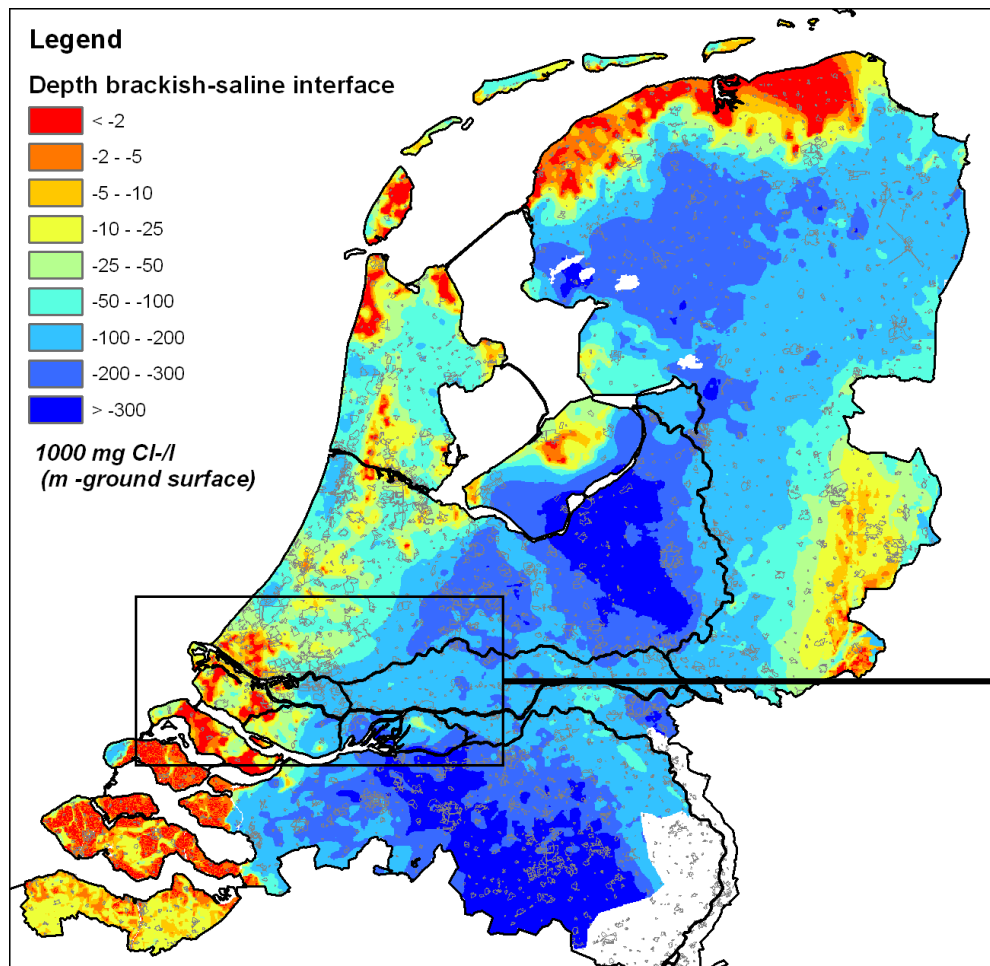 Legend
Depth brackish-saline interface
< -2
-2 - -5
-5 - -10
-10 - -25
-25 - -50
-50 - -100
-100 - -200
-200 - -300
> -300
1000 mg Cl-/l
(m -ground surface)